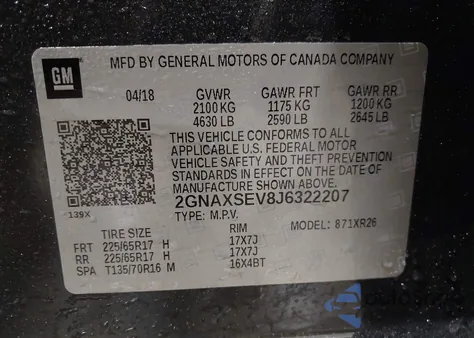 GM
MFD BY GENERAL MOTORS OF CANADA COMPANY
04/18 GVWR GAWR FRT GAWR RR
2100 KG 1175 KG 1200 KG
4630 LB 2590 LB 2645 LB
THIS VEHICLE CONFORMS TO ALL
APPLICABLE U.S. FEDERAL MOTOR
VEHICLE SAFETY AND THEFT PREVENTION
STANDARDS IN EFFECT ON THE DATE OF
MANUFACTURE SHOWN ABOVE.
2GNAXSEV8J6322207
139X
TYPE: M.P.V. MODEL: 871XR26
TIRE SIZE RIM
FRT 225/65R17 H 17X7J
RR 225/65R17 H 17X7J
SPA T135/70R16 M 16X4BT